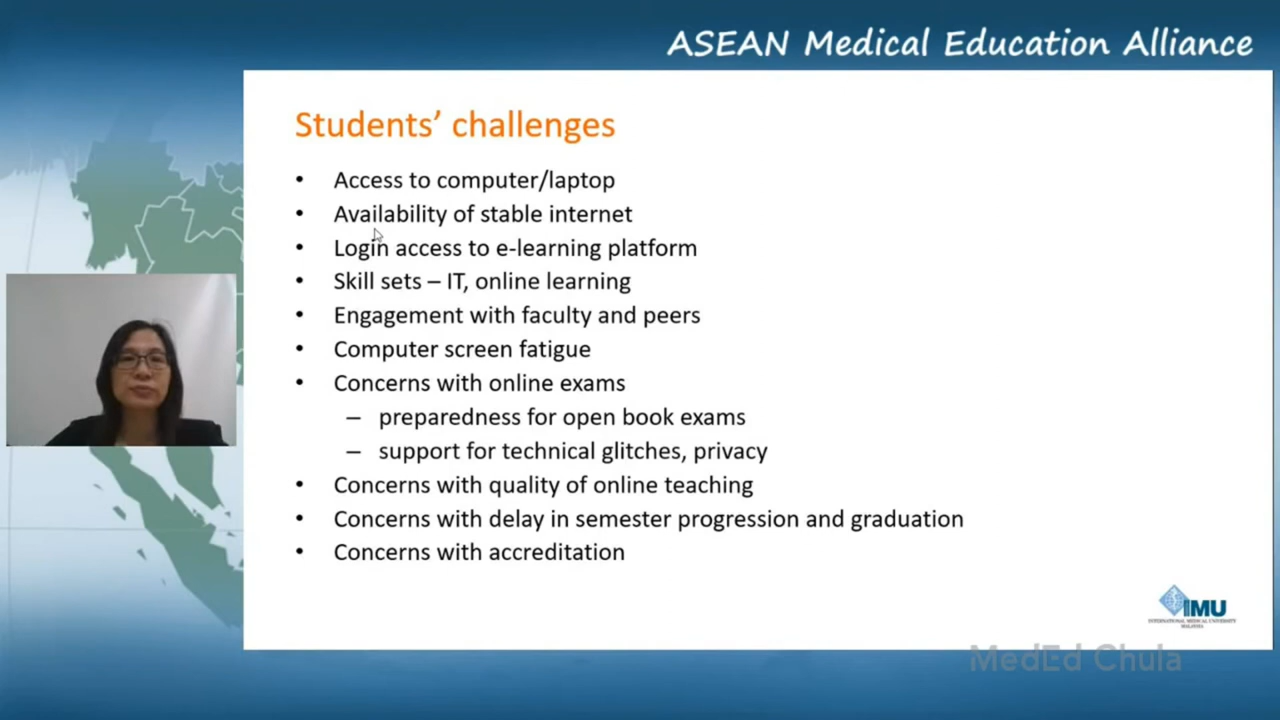 ASEAN Medical Education Alliance
Students’ challenges
• Access to computer/laptop
• Availability of stable internet
• Login access to e-learning platform
• Skill sets – IT, online learning
• Engagement with faculty and peers
• Computer screen fatigue
• Concerns with online exams
– preparedness for open book exams
– support for technical glitches, privacy
• Concerns with quality of online teaching
• Concerns with delay in semester progression and graduation
• Concerns with accreditation
IMU
INTERNATIONAL MEDICAL UNIVERSITY
MALAYSIA
MedEd Chula